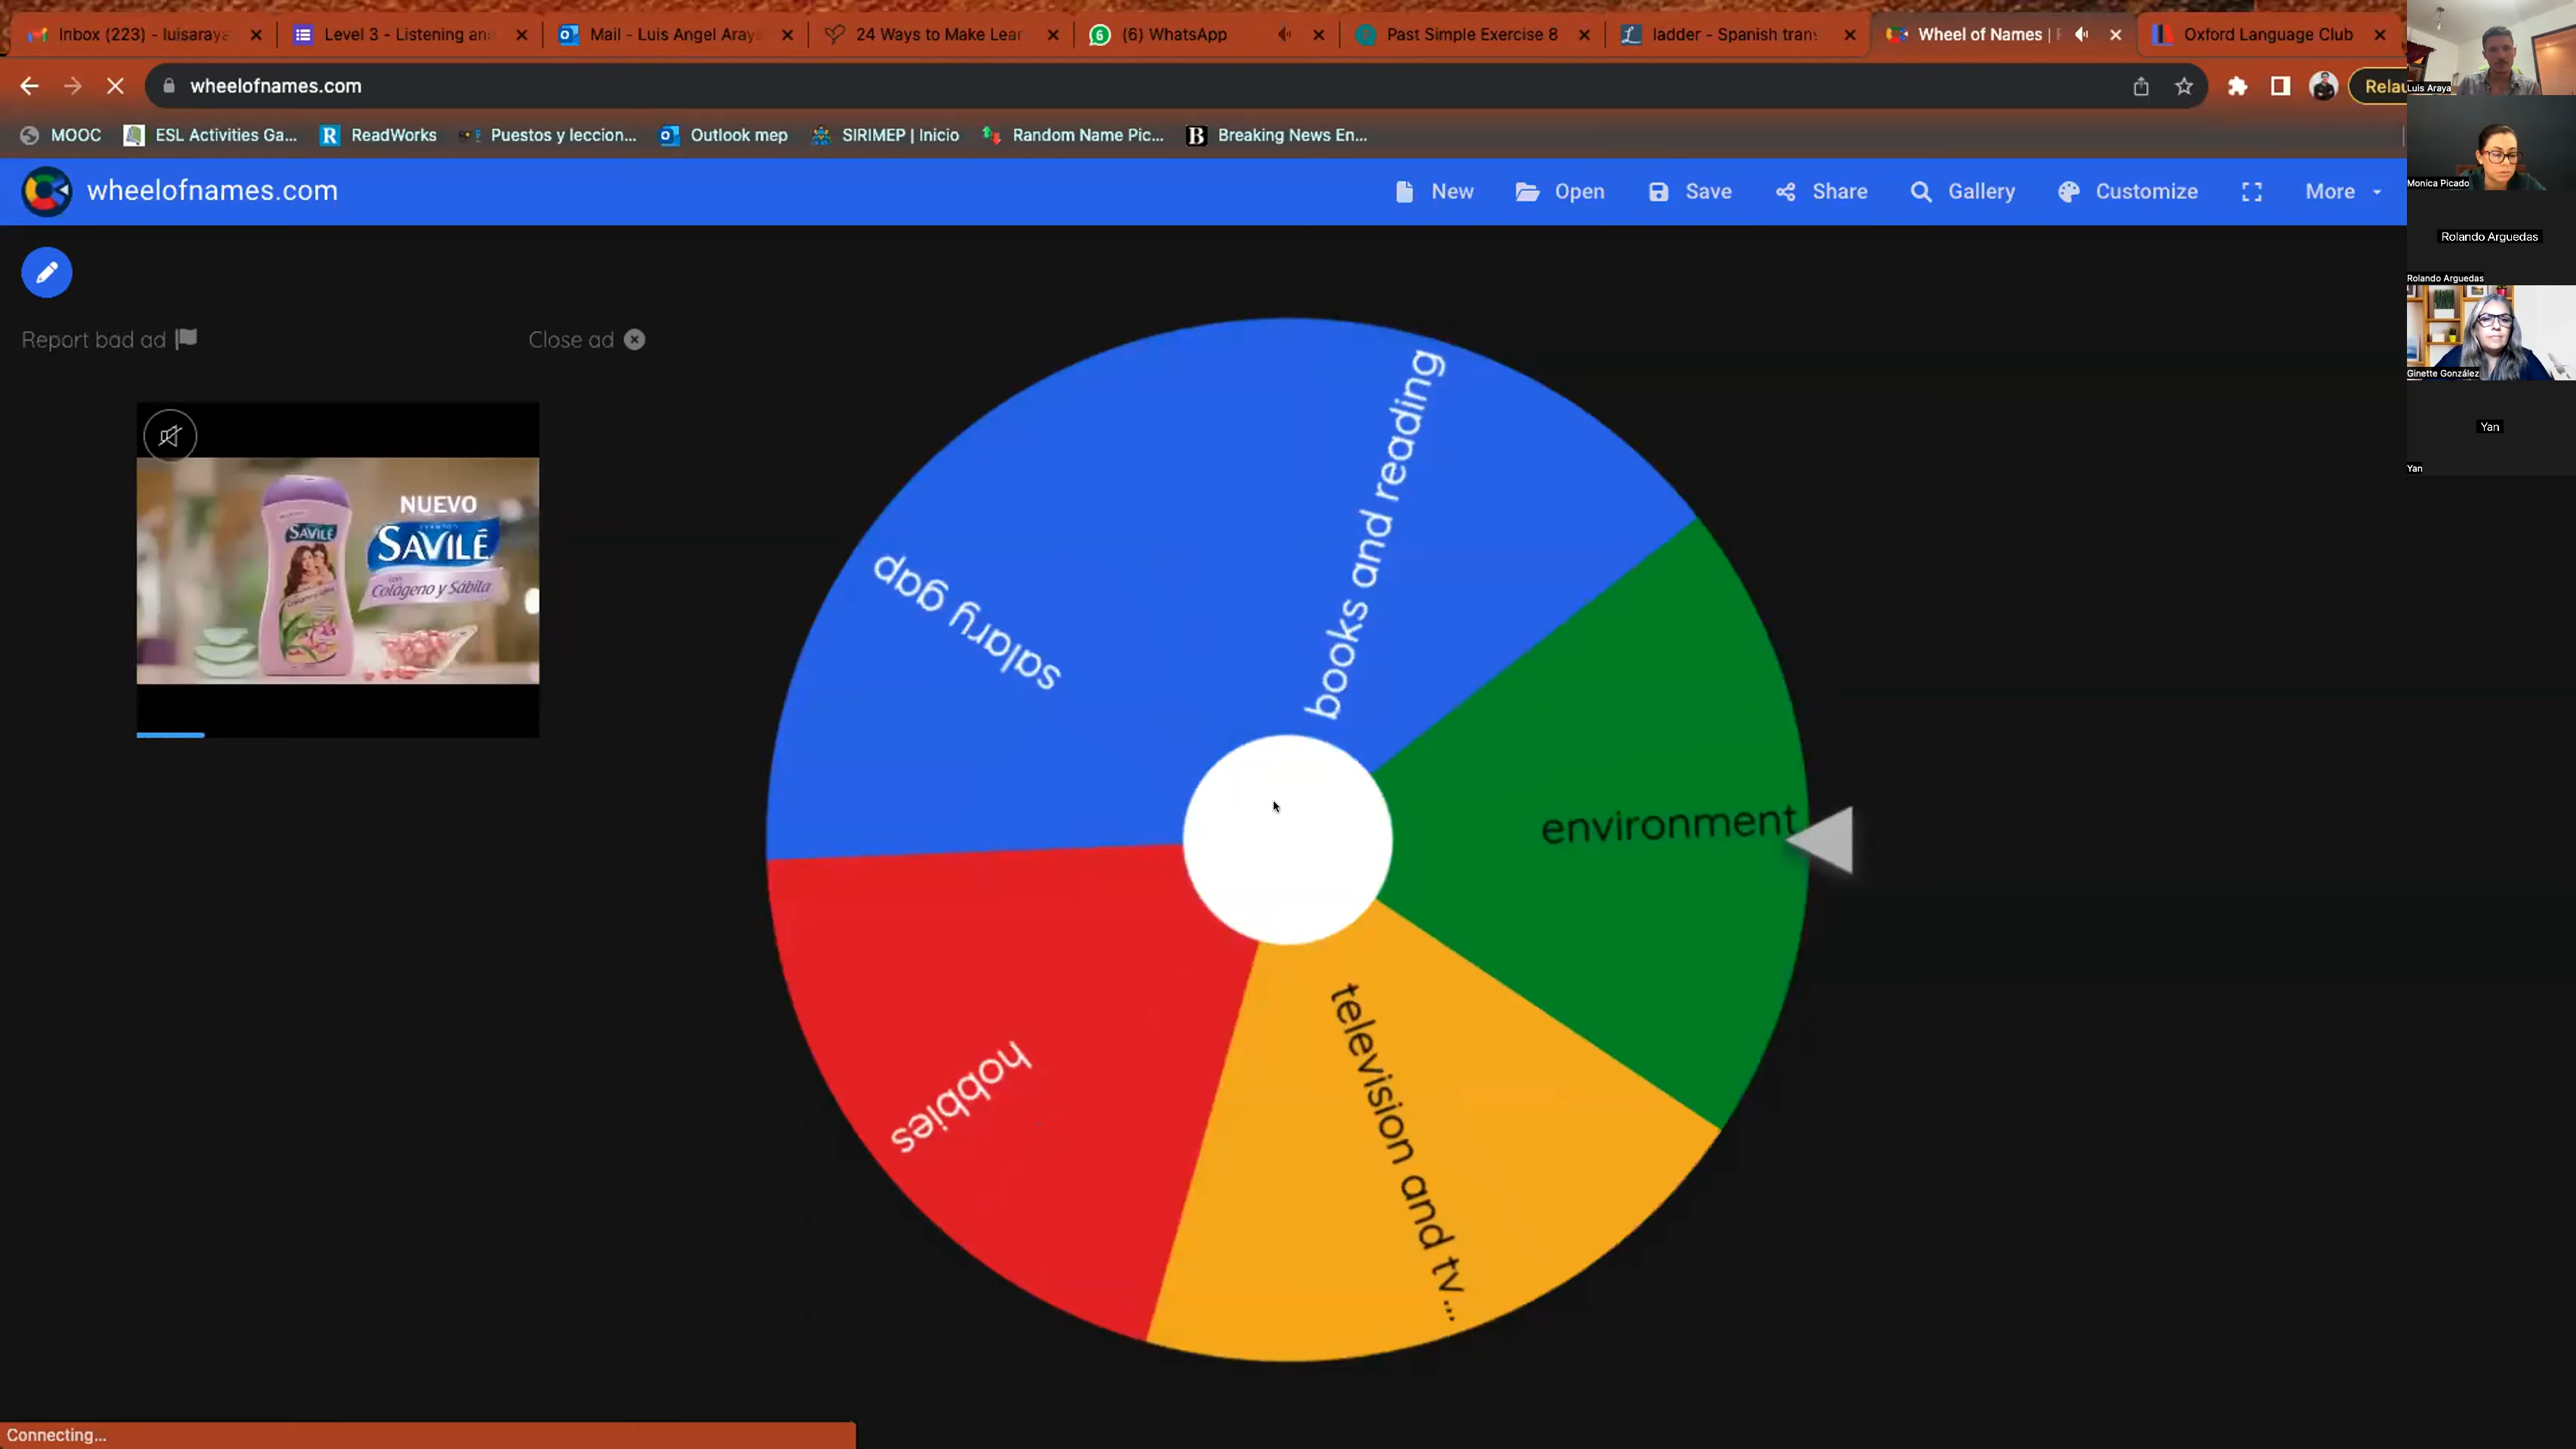 Inbox (223) - luisaraya
Level 3 - Listening an
Mail - Luis Angel Aray
24 Ways to Make Lear
6
(6) WhatsApp
Past Simple Exercise 8
ladder - Spanish trans
Wheel of Names |
Oxford Language Club
wheelofnames.com
Relau
MOOC
ESL Activities Ga...
R
ReadWorks
Puestos y leccion...
Outlook mep
SIRIMEP | Inicio
Random Name Pic...
B
Breaking News En...
wheelofnames.com
New
Open
Save
Share
Gallery
Customize
More
Report bad ad
Close ad
NUEVO
SAVILÉ
con
Colágeno y Sábila
SAVILÉ
books and reading
salary gap
environment
television and tv...
hobbies
Luis Araya
Monica Picado
Rolando Arguedas
Rolando Arguedas
Ginette González
Yan
Yan
Connecting...